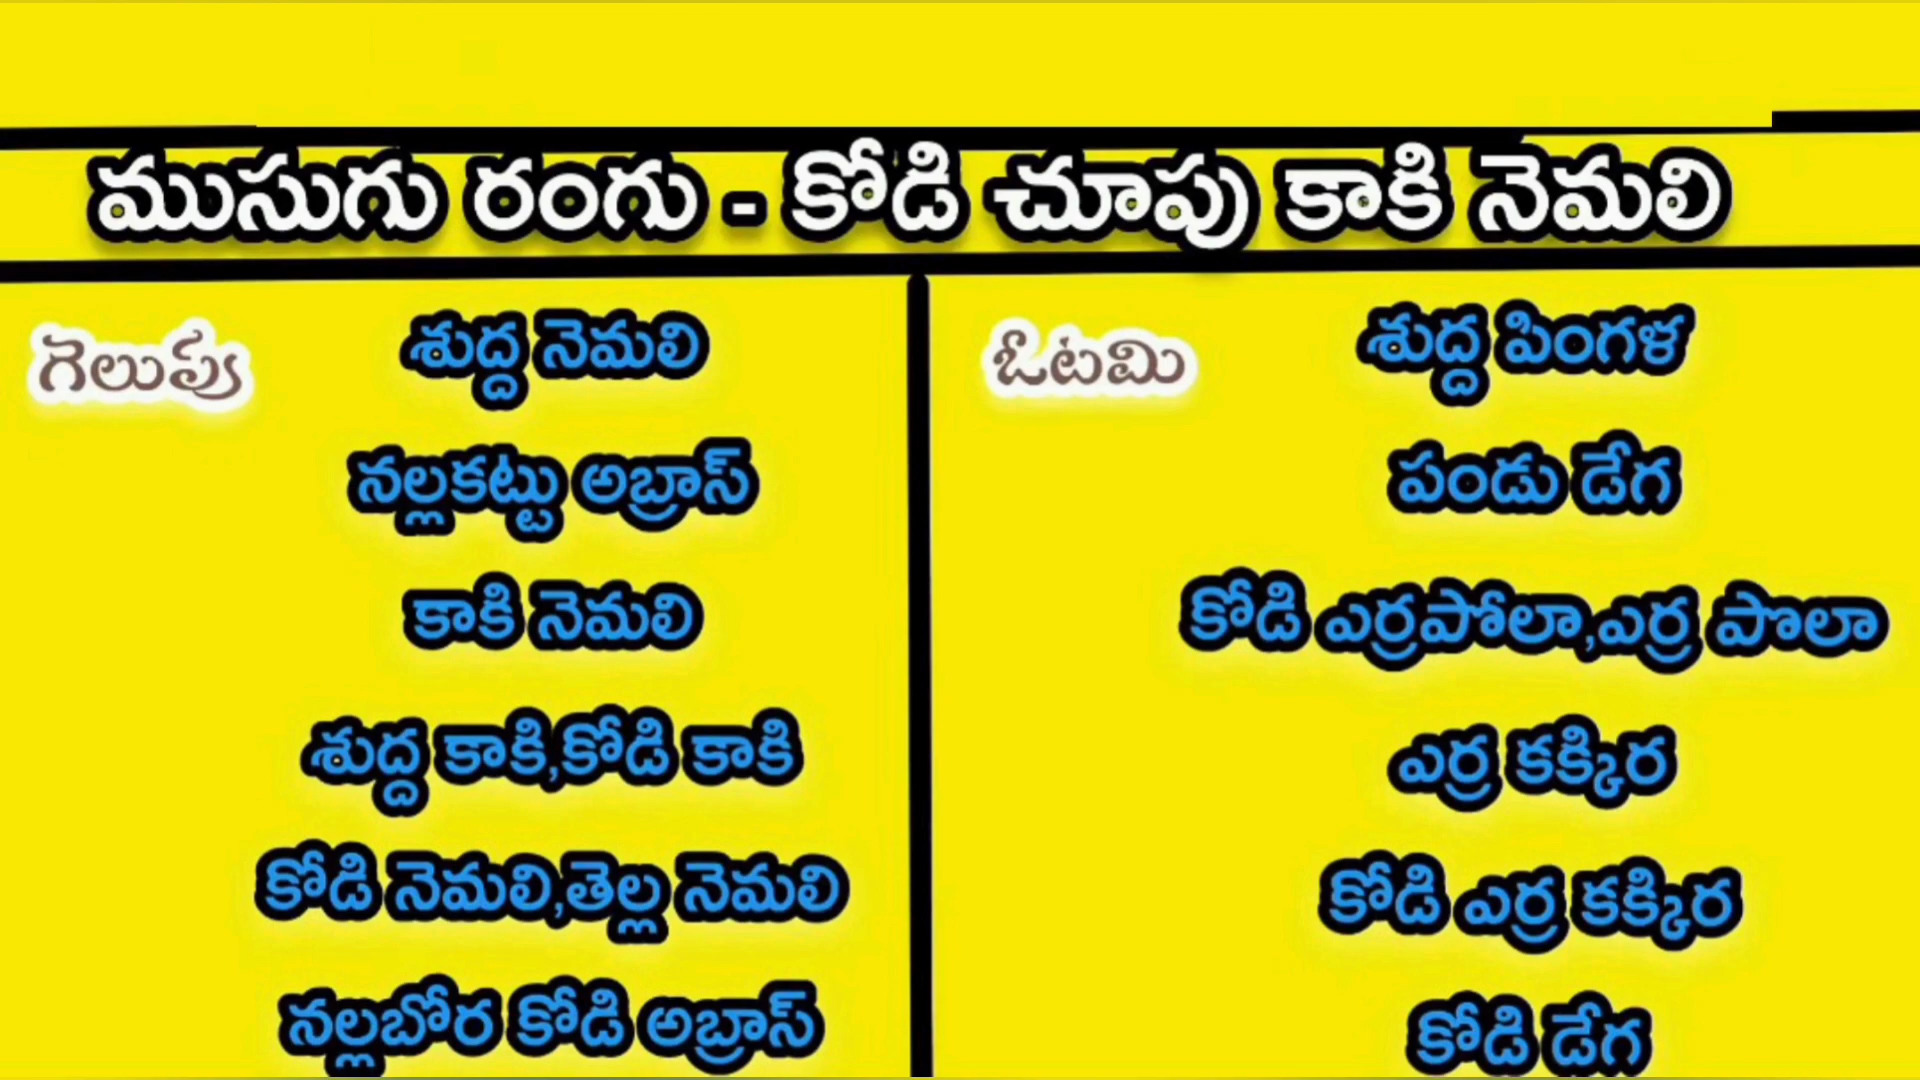 ముసుగు రంగు - కోడి చూపు కాకి నెమలి
గెలుపు
శుద్ధ నెమలి
నల్లకట్టు అబ్రాస్
కాకి నెమలి
శుద్ధ కాకి,కోడి కాకి
కోడి నెమలి,తెల్ల నెమలి
నల్లబోర కోడి అబ్రాస్
ఓటమి
శుద్ధ పింగళ
పండు డేగ
కోడి ఎర్రపోలా,ఎర్ర పొలా
ఎర్ర కక్కిర
కోడి ఎర్ర కక్కిర
కోడి డేగ